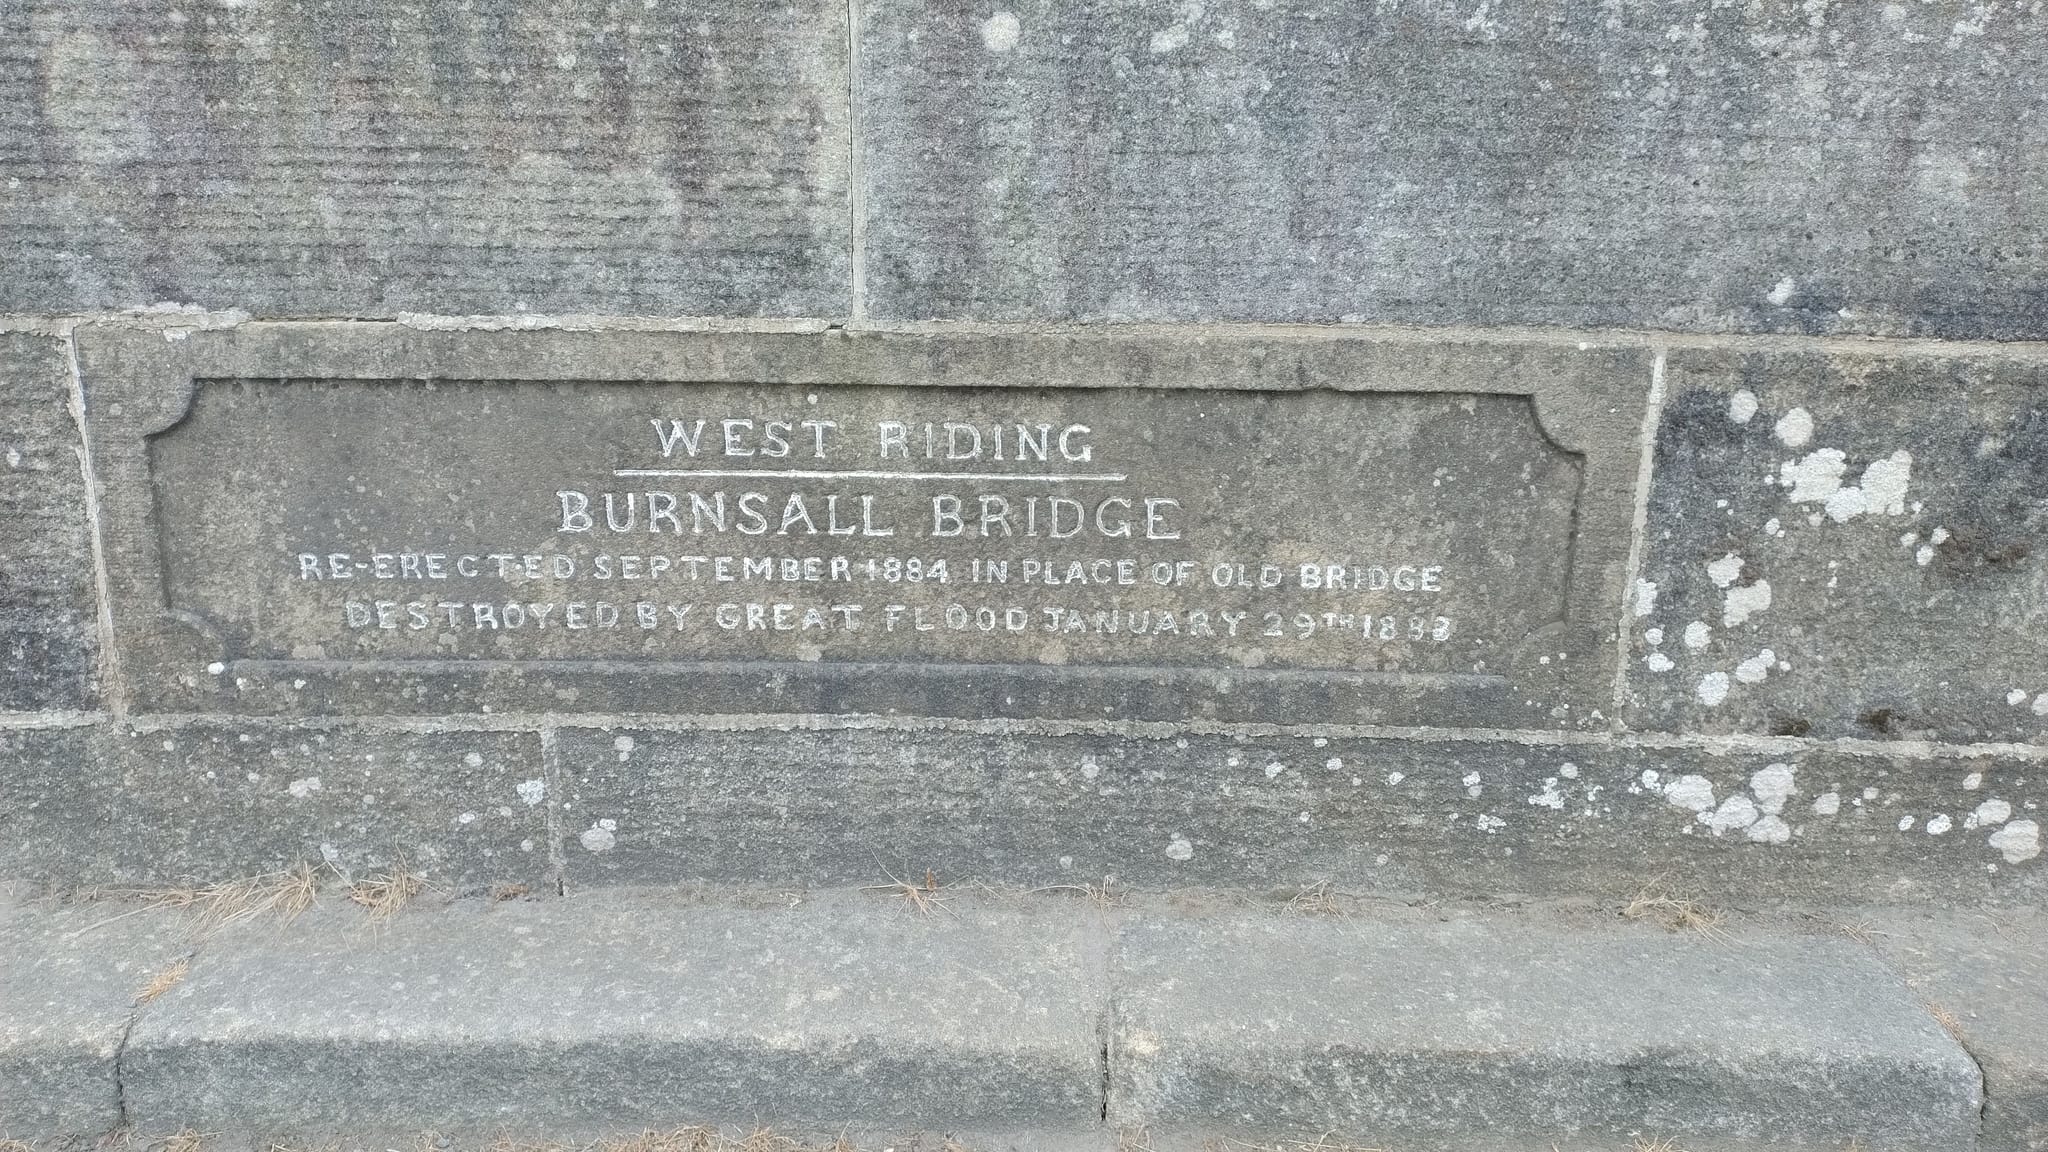 WEST RIDING
BURNSALL BRIDGE
RE-ERECTED SEPTEMBER 1884 IN PLACE OF OLD BRIDGE
DESTROYED BY GREAT FLOOD JANUARY 29TH 1883